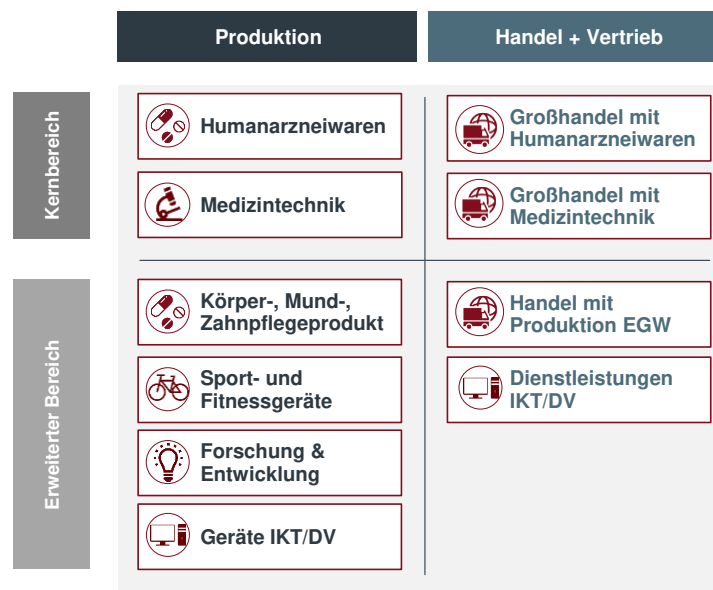 Produktion
Handel + Vertrieb
Kernbereich
Humanarzneiwaren
Großhandel mit
Humanarzneiwaren
Medizintechnik
Großhandel mit
Medizintechnik
Erweiterter Bereich
Körper-, Mund-,
Zahnpflegeprodukt
Handel mit
Produktion EGW
Sport- und
Fitnessgeräte
Dienstleistungen
IKT/DV
Forschung &
Entwicklung
Geräte IKT/DV